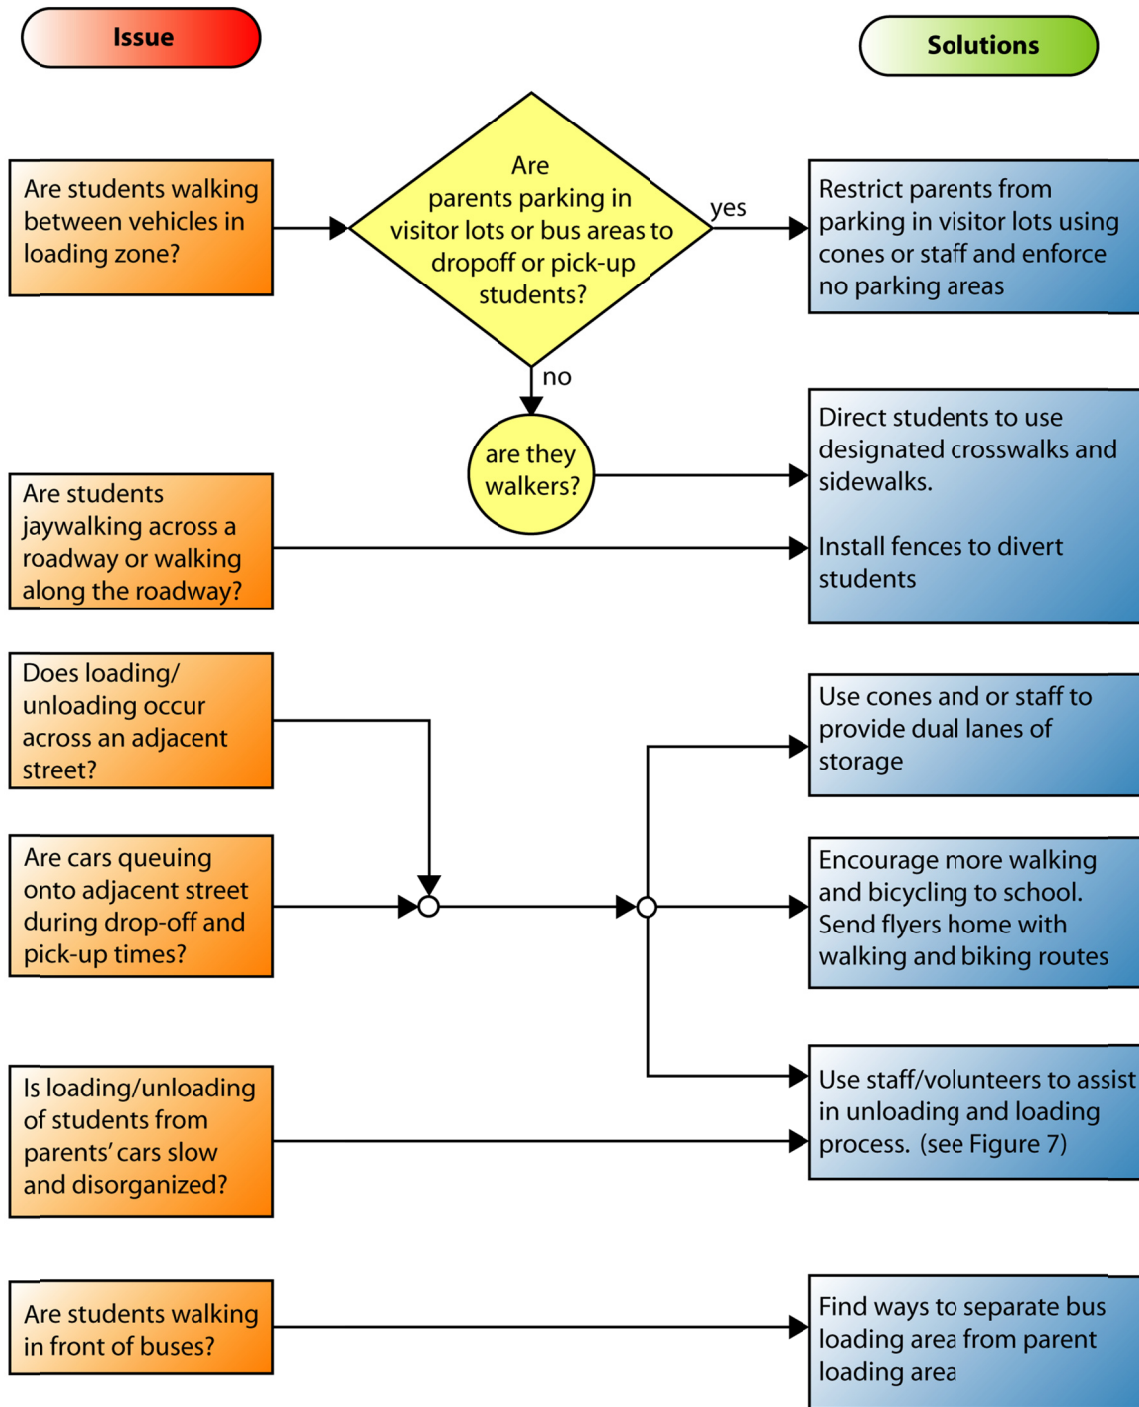 Issue
Solutions
Are students walking
between vehicles in
loading zone?
Are
parents parking in
visitor lots or bus areas to
dropoff or pick-up
students?
yes
no
Restrict parents from
parking in visitor lots using
cones or staff and enforce
no parking areas
are they
walkers?
Direct students to use
designated crosswalks and
sidewalks.
Install fences to divert
students
Are students
jaywalking across a
roadway or walking
along the roadway?
Does loading/
unloading occur
across an adjacent
street?
Use cones and or staff to
provide dual lanes of
storage
Are cars queuing
onto adjacent street
during drop-off and
pick-up times?
Encourage more walking
and bicycling to school.
Send flyers home with
walking and biking routes
Is loading/unloading
of students from
parents' cars slow
and disorganized?
Use staff/volunteers to assist
in unloading and loading
process. (see Figure 7)
Are students walking
in front of buses?
Find ways to separate bus
loading area from parent
loading area